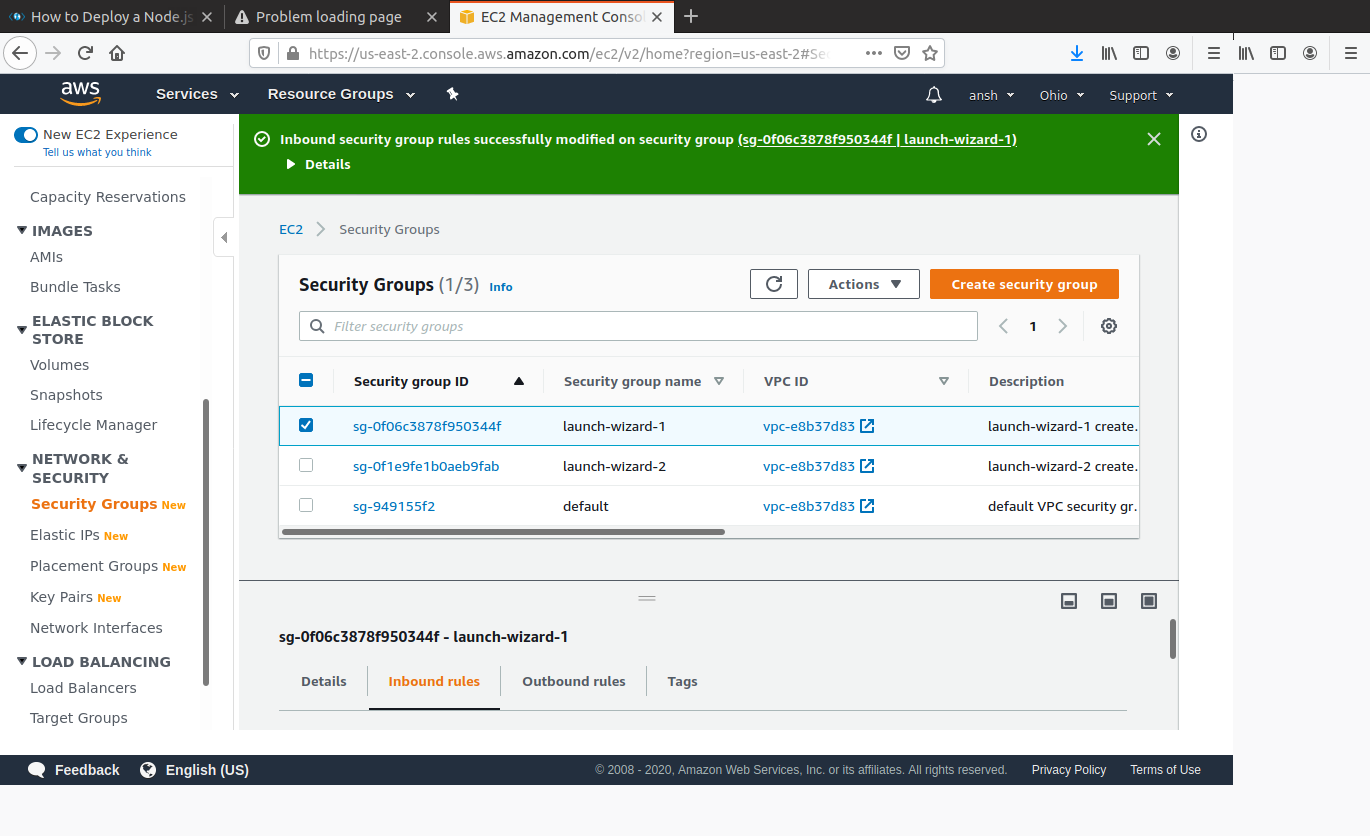 How to Deploy a Node.js
Problem loading page
EC2 Management Consol
https://us-east-2.console.aws.amazon.com/ec2/v2/home?region=us-east-2#Sec
aws
Services
Resource Groups
ansh
Ohio
Support
New EC2 Experience
Tell us what you think
Capacity Reservations
IMAGES
AMIs
Bundle Tasks
ELASTIC BLOCK
STORE
Volumes
Snapshots
Lifecycle Manager
NETWORK &
SECURITY
Security Groups New
Elastic IPs New
Placement Groups New
Key Pairs New
Network Interfaces
LOAD BALANCING
Load Balancers
Target Groups
Inbound security group rules successfully modified on security group (sg-0f06c3878f950344f | launch-wizard-1)
Details
EC2
Security Groups
Security Groups (1/3) Info
Actions
Create security group
Filter security groups
1
Security group ID Security group name VPC ID Description
sg-0f06c3878f950344f launch-wizard-1 vpc-e8b37d83 launch-wizard-1 create.
sg-0f1e9fe1b0aeb9fab launch-wizard-2 vpc-e8b37d83 launch-wizard-2 create.
sg-949155f2 default vpc-e8b37d83 default VPC security gr.
sg-0f06c3878f950344f - launch-wizard-1
Details Inbound rules Outbound rules Tags
Feedback English (US) © 2008 - 2020, Amazon Web Services, Inc. or its affiliates. All rights reserved. Privacy Policy Terms of Use